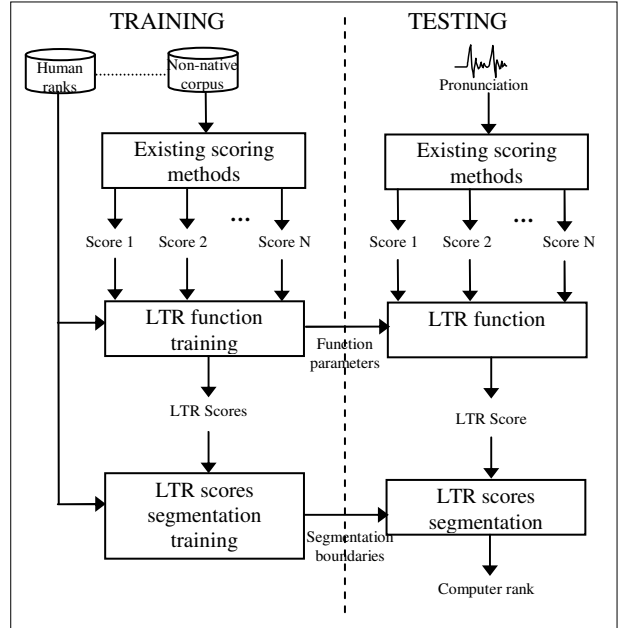 TRAINING
TESTING
Human
ranks
Non-native
corpus
Pronunciation
Existing scoring
methods
Existing scoring
methods
...
...
Score 1
Score 2
Score N
Score 1
Score 2
Score N
LTR function
training
LTR function
Function
parameters
LTR Scores
LTR Score
LTR scores
segmentation
training
LTR scores
segmentation
Segmentation
boundaries
Computer rank